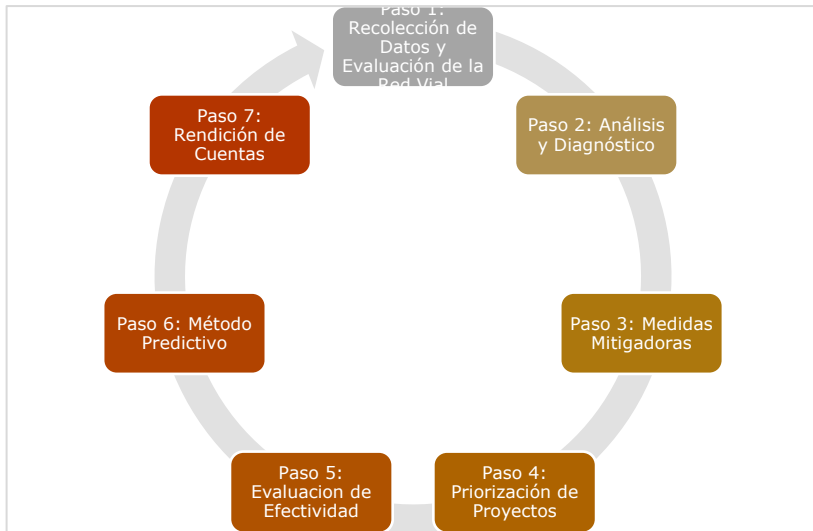 Paso 1:
Recolección de
Datos y
Evaluación de la
Red Vial
Paso 2: Análisis
y Diagnóstico
Paso 3: Medidas
Mitigadoras
Paso 4:
Priorización de
Proyectos
Paso 5:
Evaluacion de
Efectividad
Paso 6: Método
Predictivo
Paso 7:
Rendición de
Cuentas